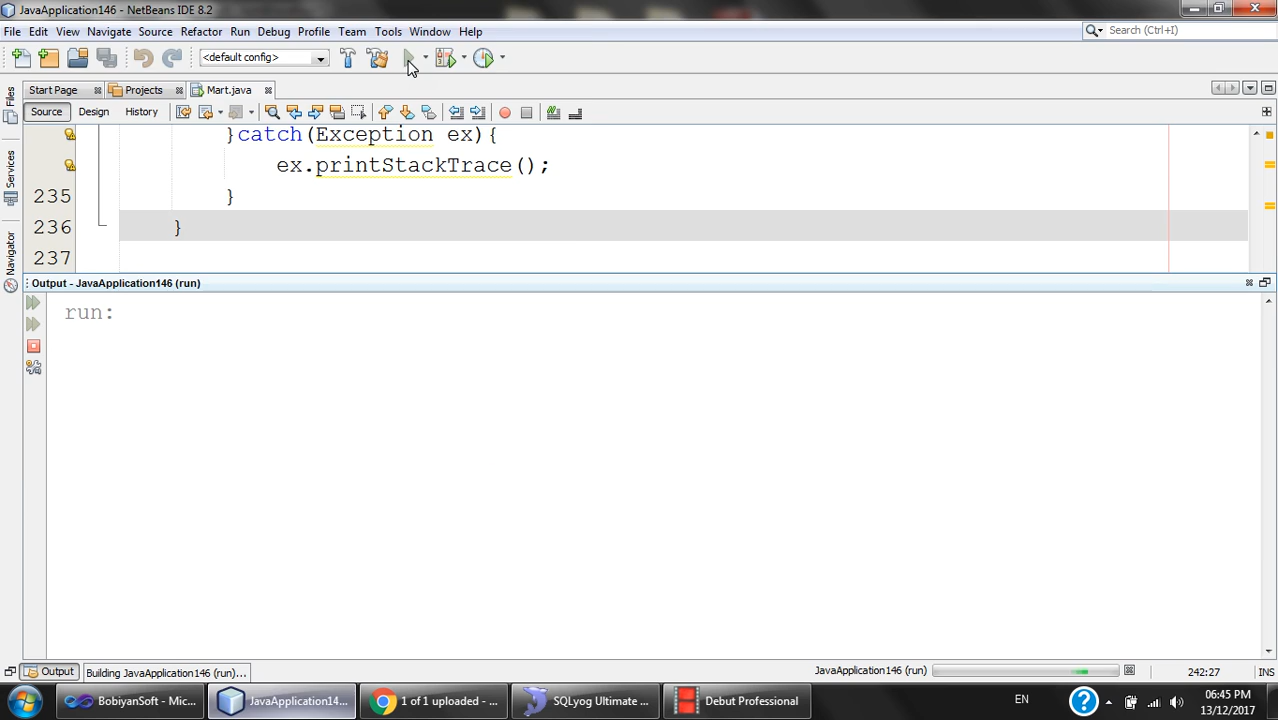 JavaApplication146 - NetBeans IDE 8.2
File Edit View Navigate Source Refactor Run Debug Profile Team Tools Window Help
Search (Ctrl+I)
<default config>
Start Page Projects Mart.java
Files
Services
Navigator
Source Design History
}catch(Exception ex){
ex.printStackTrace();
235 }
236 }
237
Output - JavaApplication146 (run)
run:
Output Building JavaApplication146 (run)... JavaApplication146 (run) 242:27 INS
BobiyanSoft - Mic... JavaApplication14... 1 of 1 uploaded - ... SQLyog Ultimate ... Debut Professional EN
06:45 PM
13/12/2017